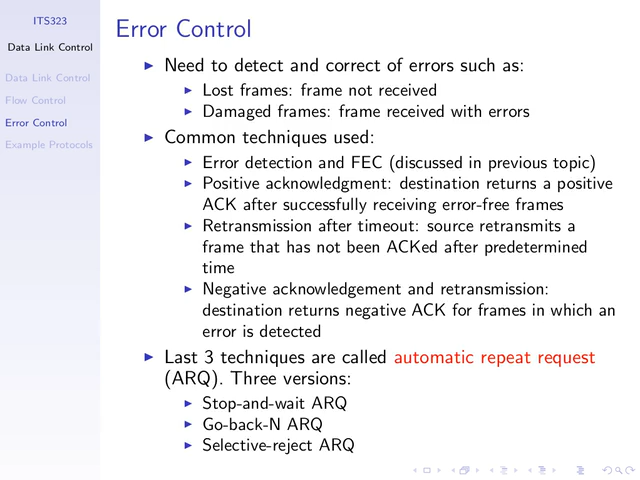 ITS323
Data Link Control
Data Link Control
Flow Control
Error Control
Example Protocols
Error Control
Need to detect and correct of errors such as:
Lost frames: frame not received
Damaged frames: frame received with errors
Common techniques used:
Error detection and FEC (discussed in previous topic)
Positive acknowledgment: destination returns a positive
ACK after successfully receiving error-free frames
Retransmission after timeout: source retransmits a
frame that has not been ACKed after predetermined
time
Negative acknowledgement and retransmission:
destination returns negative ACK for frames in which an
error is detected
Last 3 techniques are called automatic repeat request
(ARQ). Three versions:
Stop-and-wait ARQ
Go-back-N ARQ
Selective-reject ARQ